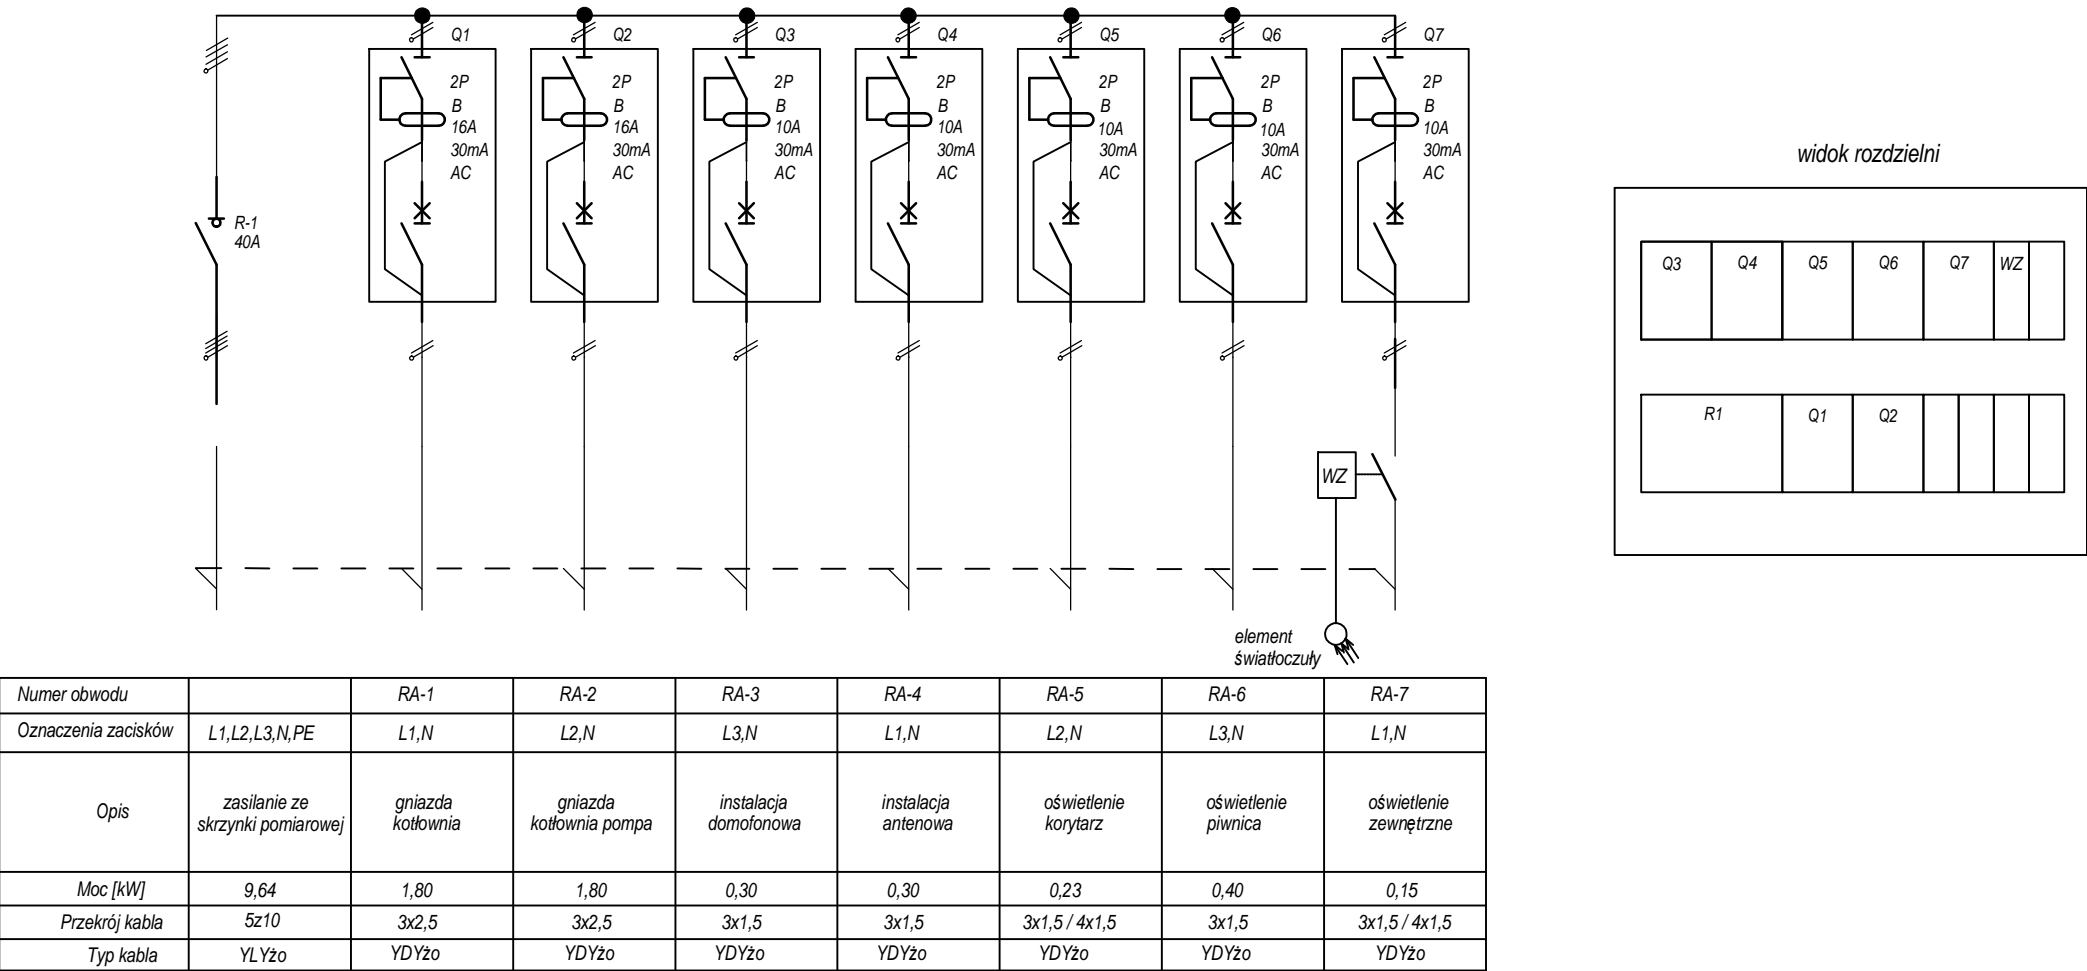 Q1 Q2 Q3 Q4 Q5 Q6 Q7
2P 2P 2P 2P 2P 2P 2P
B B B B B B B
16A 16A 10A 10A 10A 10A 10A
30mA 30mA 30mA 30mA 30mA 30mA 30mA
AC AC AC AC AC AC AC
R-1
40A
WZ
element
światłoczuły
widok rozdzielni
Q3 Q4 Q5 Q6 Q7 WZ
R1 Q1 Q2
Numer obwodu RA-1 RA-2 RA-3 RA-4 RA-5 RA-6 RA-7
Oznaczenia zacisków L1,L2,L3,N,PE L1,N L2,N L3,N L1,N L2,N L3,N L1,N
Opis
zasilanie ze
skrzynki pomiarowej
gniazda
kotłownia
gniazda
kotłownia pompa
instalacja
domofonowa
instalacja
antenowa
oświetlenie
korytarz
oświetlenie
piwnica
oświetlenie
zewnętrzne
Moc [kW] 9,64 1,80 1,80 0,30 0,30 0,23 0,40 0,15
Przekrój kabla 5z10 3x2,5 3x2,5 3x1,5 3x1,5 3x1,5 / 4x1,5 3x1,5 3x1,5 / 4x1,5
Typ kabla YLYżo YDYżo YDYżo YDYżo YDYżo YDYżo YDYżo YDYżo